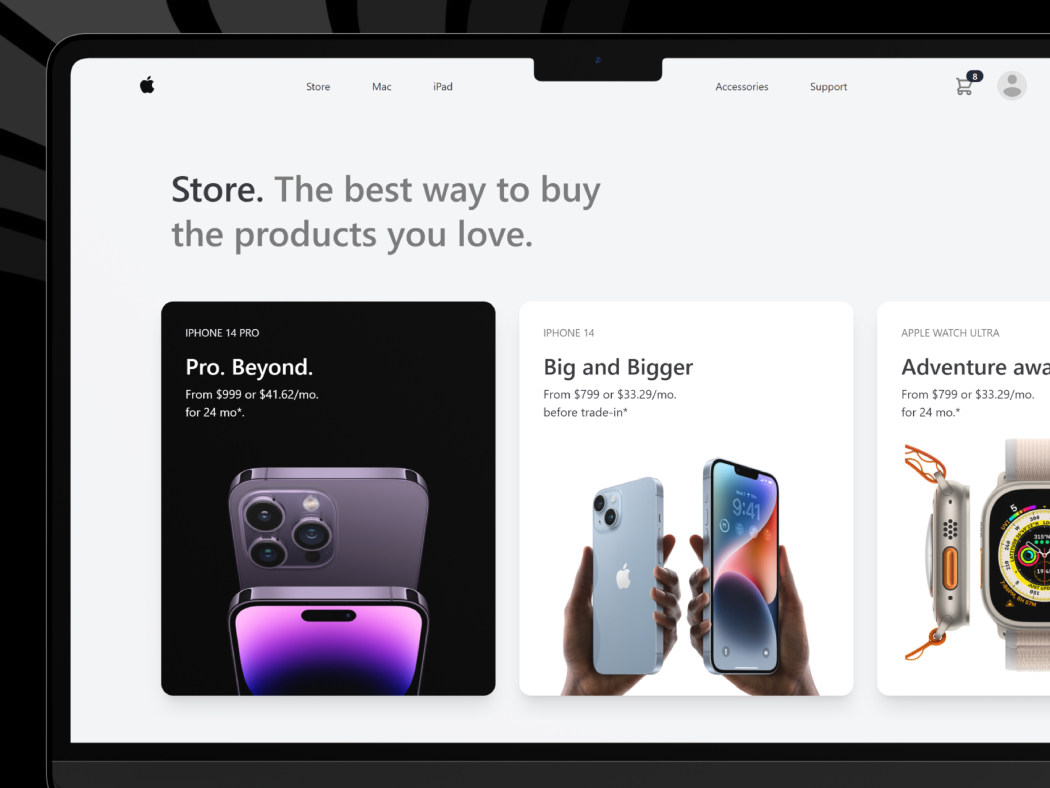 Store Mac iPad Accessories Support 8
Store. The best way to buy
the products you love.
IPHONE 14 PRO
Pro. Beyond.
From $999 or $41.62/mo.
for 24 mo*.
IPHONE 14
Big and Bigger
From $799 or $33.29/mo.
before trade-in*
9:41
APPLE WATCH ULTRA
Adventure awa
From $799 or $33.29/mo.
for 24 mo.*